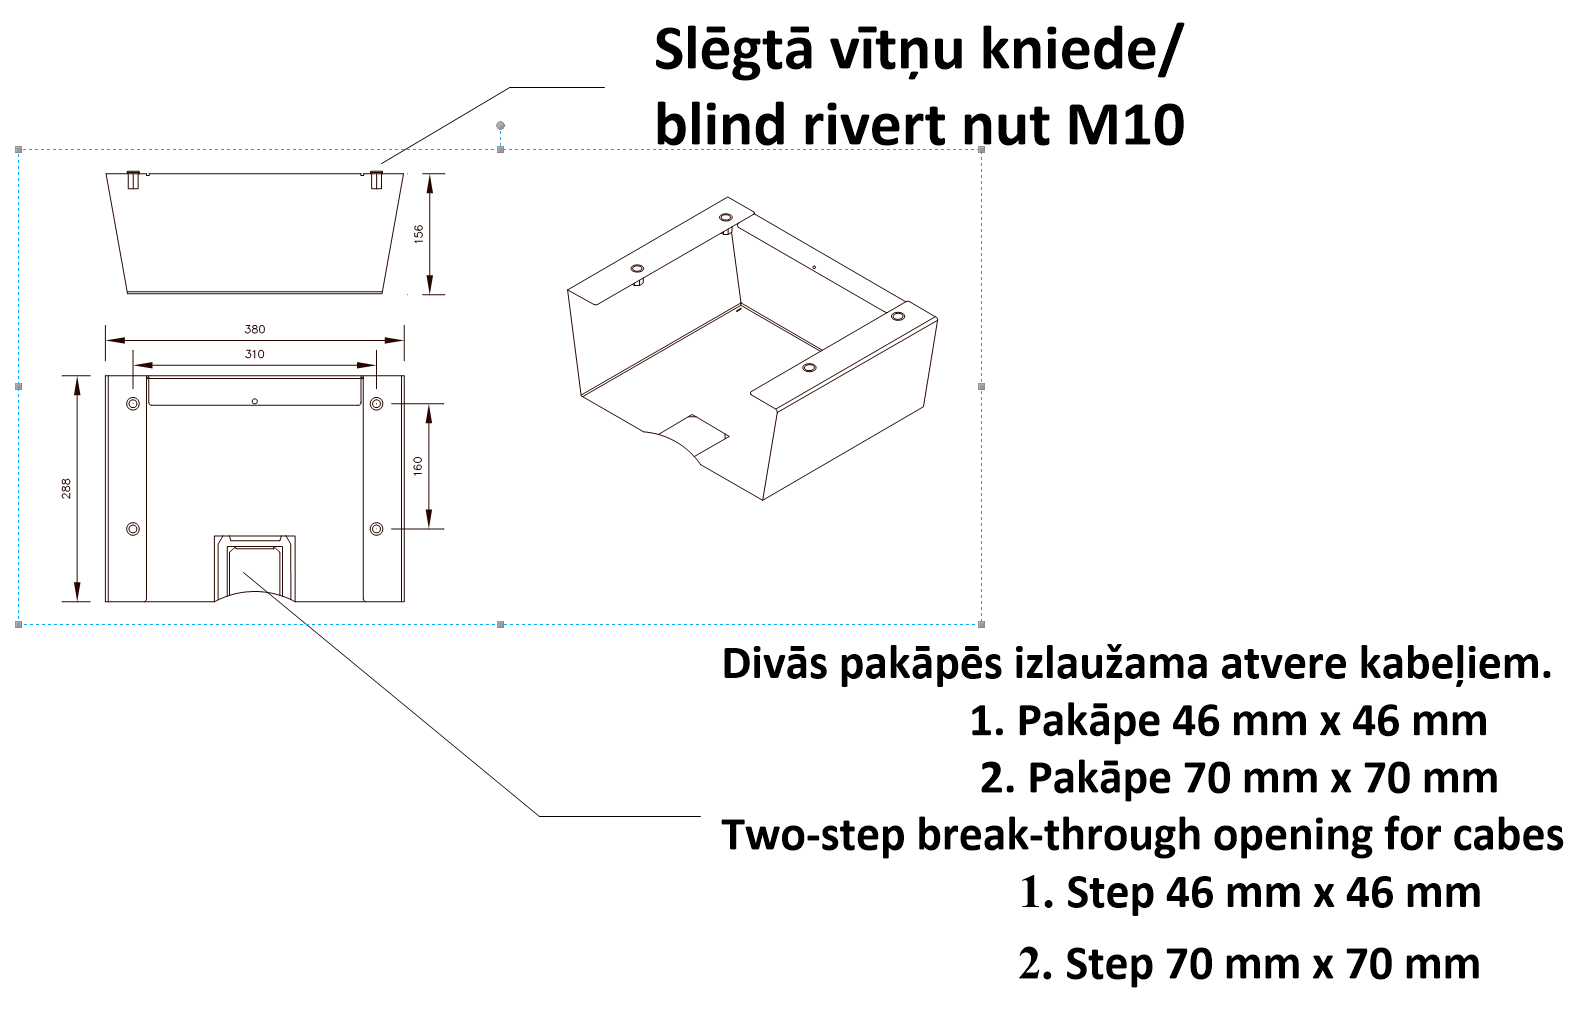 Slēgtā vītņu kniede/
blind rivert nut M10
156
380
310
288
160
Divās pakāpēs izlaužama atvere kabeļiem.
1. Pakāpe 46 mm x 46 mm
2. Pakāpe 70 mm x 70 mm
Two-step break-through opening for cabes
1. Step 46 mm x 46 mm
2. Step 70 mm x 70 mm